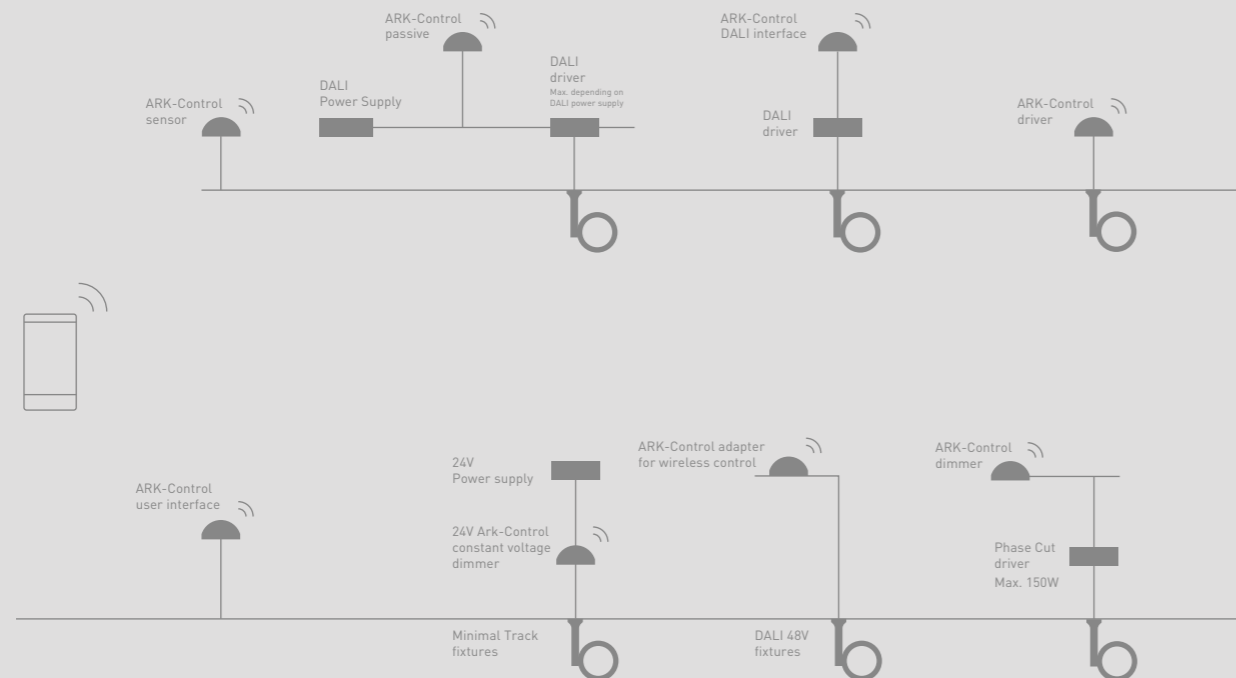 ARK-Control
passive
ARK-Control
DALI interface
DALI
driver
Max. depending on
DALI power supply
DALI
Power Supply
ARK-Control
sensor
DALI
driver
ARK-Control
driver
ARK-Control adapter
for wireless control
ARK-Control
dimmer
24V
Power supply
ARK-Control
user interface
24V Ark-Control
constant voltage
dimmer
Phase Cut
driver
Max. 150W
Minimal Track
fixtures
DALI 48V
fixtures